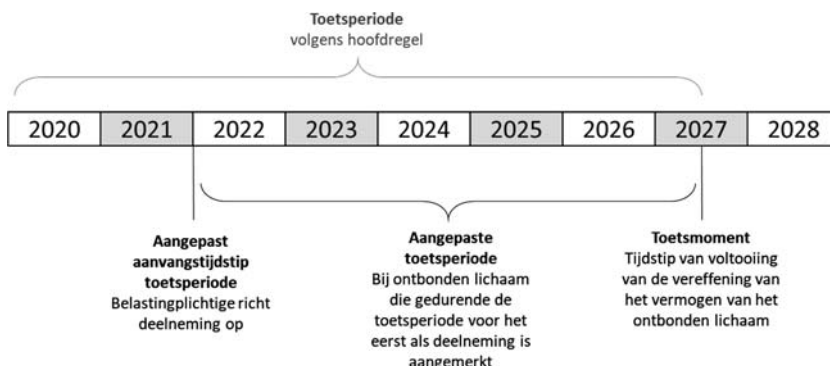 Toetsperiode
volgens hoofdregel
2020 2021 2022 2023 2024 2025 2026 2027 2028
Aangepast
aanvangstijdstip
toetsperiode
Belastingplichtige richt
deelneming op
Aangepaste
toetsperiode
Bij ontbonden lichaam
die gedurende de
toetsperiode voor het
eerst als deelneming is
aangemerkt
Toetsmoment
Tijdstip van voltooiing
van de vereffening van
het vermogen van het
ontbonden lichaam